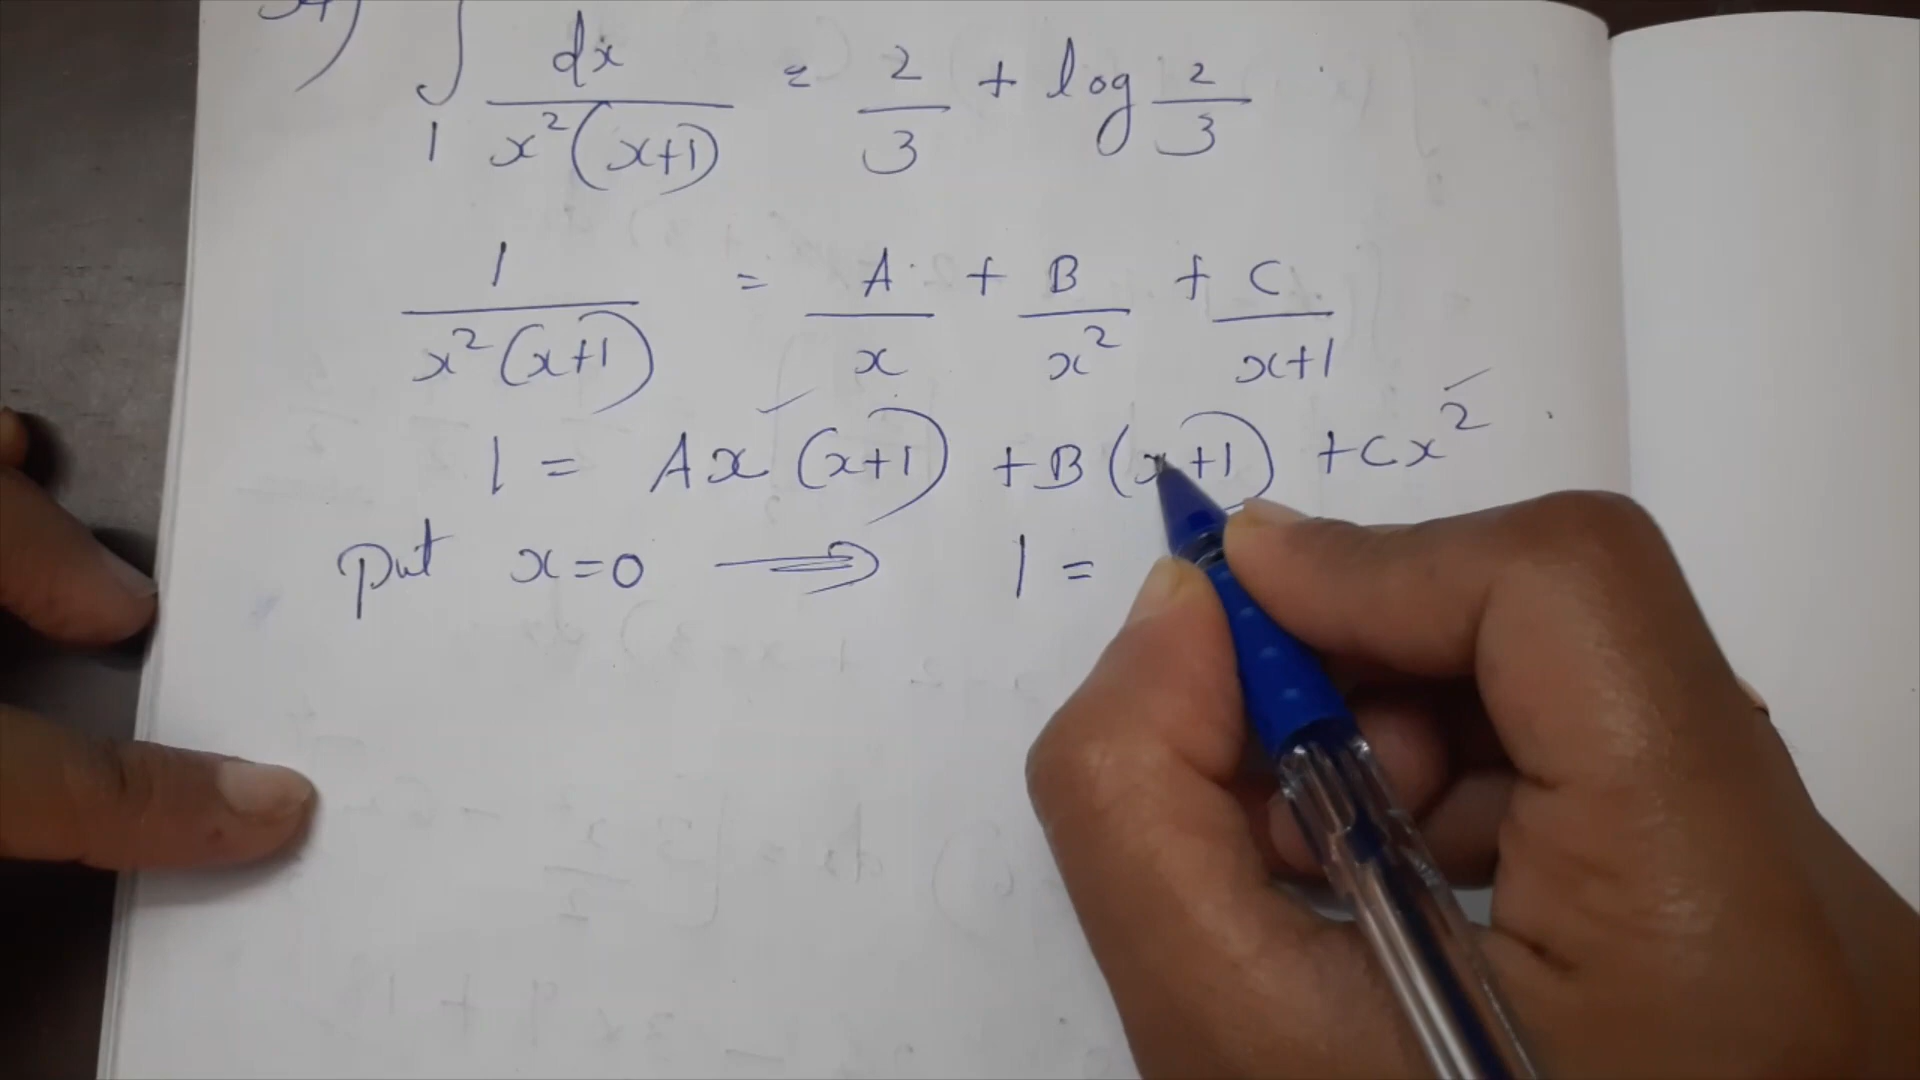 ∫ dx / x²(x+1) = 2/3 + log 2/3
1
1 / x²(x+1) = A/x + B/x² + C/x+1
1 = Ax(x+1) + B(x+1) + Cx²
Put x=0 ⟹ 1 =